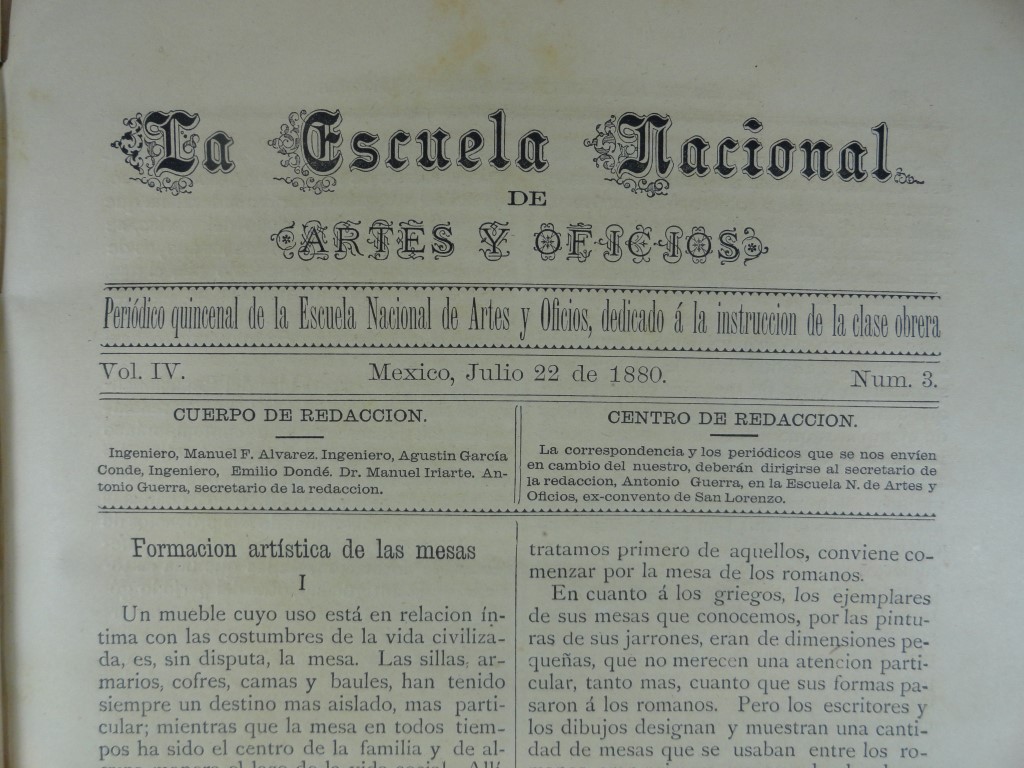 La Escuela Nacional
DE
ARTES Y OFICIOS
Periódico quincenal de la Escuela Nacional de Artes y Oficios, dedicado á la instruccion de la clase obrera
Vol. IV.
Mexico, Julio 22 de 1880.
Num. 3.
CUERPO DE REDACCION.
Ingeniero, Manuel F. Alvarez. Ingeniero, Agustin García
Conde, Ingeniero, Emilio Dondé. Dr. Manuel Iriarte. An-
tonio Guerra, secretario de la redaccion.
CENTRO DE REDACCION.
La correspondencia y los periódicos que se nos envíen
en cambio del nuestro, deberán dirigirse al secretario de
la redaccion, Antonio Guerra, en la Escuela N. de Artes y
Oficios, ex-convento de San Lorenzo.
Formacion artística de las mesas
I
Un mueble cuyo uso está en relacion ín-
tima con las costumbres de la vida civiliza-
da, es, sin disputa, la mesa. Las sillas, ar-
marios, cofres, camas y baules, han tenido
siempre un destino mas aislado, mas parti-
cular; mientras que la mesa en todos tiem-
pos ha sido el centro de la familia y de al-
guna manera el lazo de la vida social. Allí
tratamos primero de aquellos, conviene co-
menzar por la mesa de los romanos.
En cuanto á los griegos, los ejemplares
de sus mesas que conocemos, por las pintu-
ras de sus jarrones, eran de dimensiones pe-
queñas, que no merecen una atencion parti-
cular, tanto mas, cuanto que sus formas pa-
saron á los romanos. Pero los escritores y
los dibujos designan y muestran una canti-
dad de mesas que se usaban entre los ro-